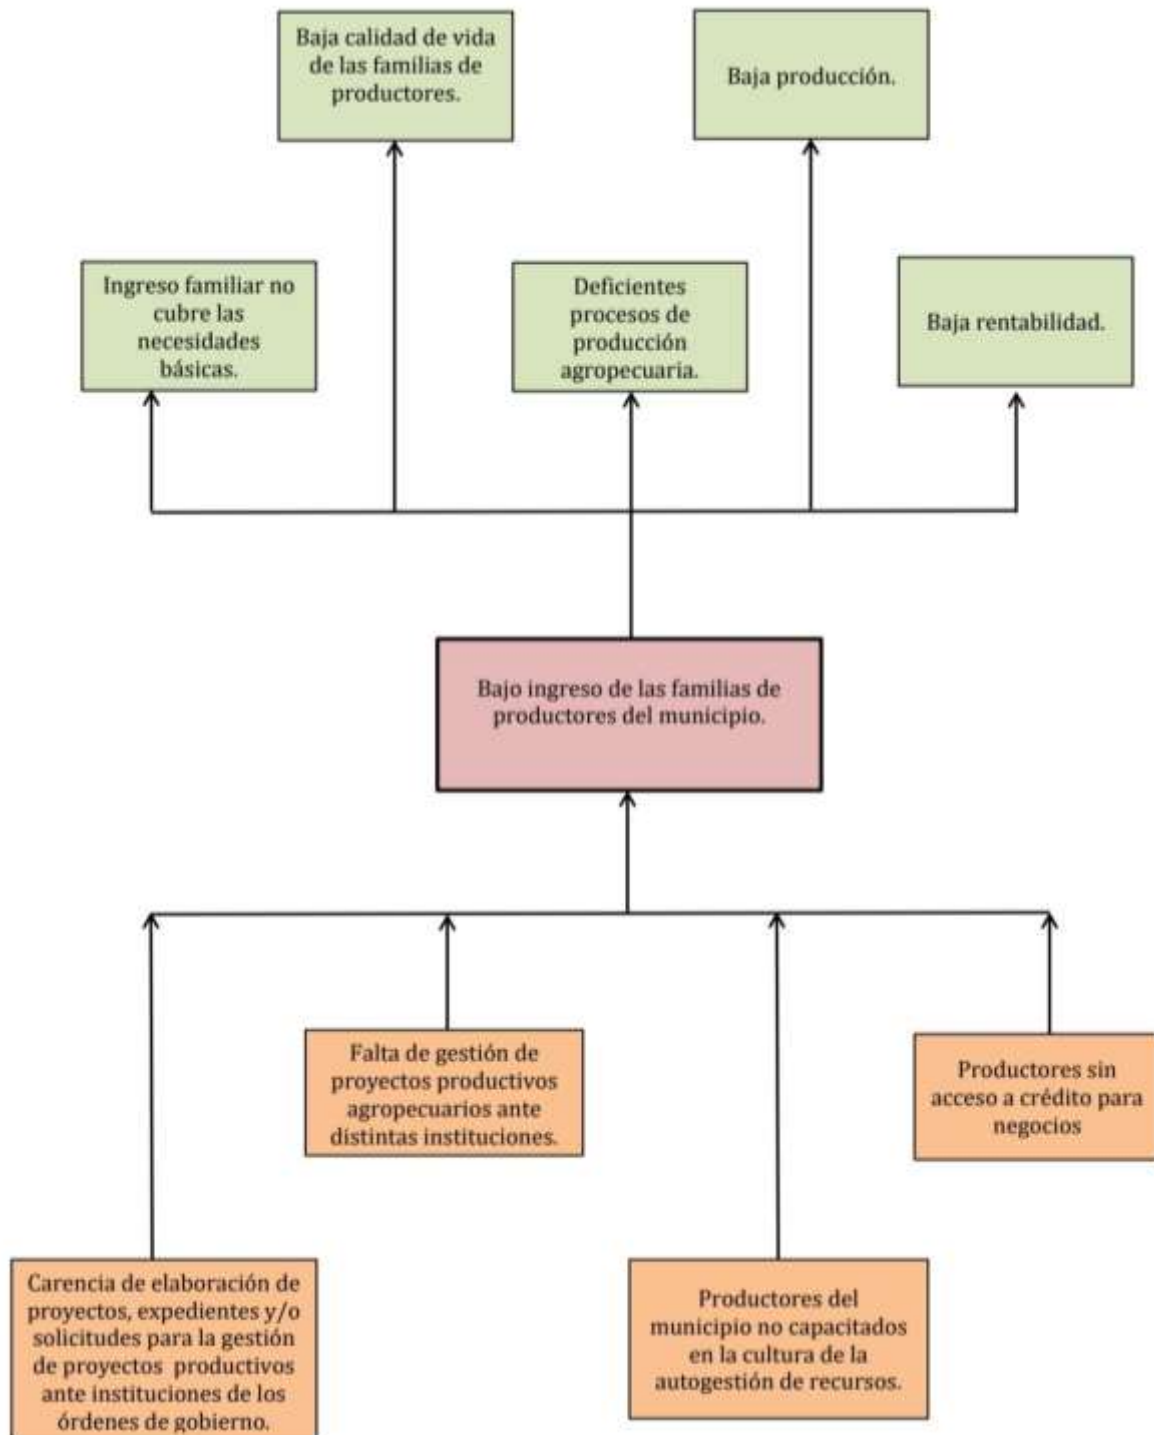 Baja calidad de vida
de las familias de
productores.
Baja producción.
Ingreso familiar no
cubre las
necesidades
básicas.
Deficientes
procesos de
producción
agropecuaria.
Baja rentabilidad.
Bajo ingreso de las familias de
productores del municipio.
Falta de gestión de
proyectos productivos
agropecuarios ante
distintas instituciones.
Productores sin
acceso a crédito para
negocios
Carencia de elaboración de
proyectos, expedientes y/o
solicitudes para la gestión
de proyectos productivos
ante instituciones de los
órdenes de gobierno.
Productores del
municipio no capacitados
en la cultura de la
autogestión de recursos.